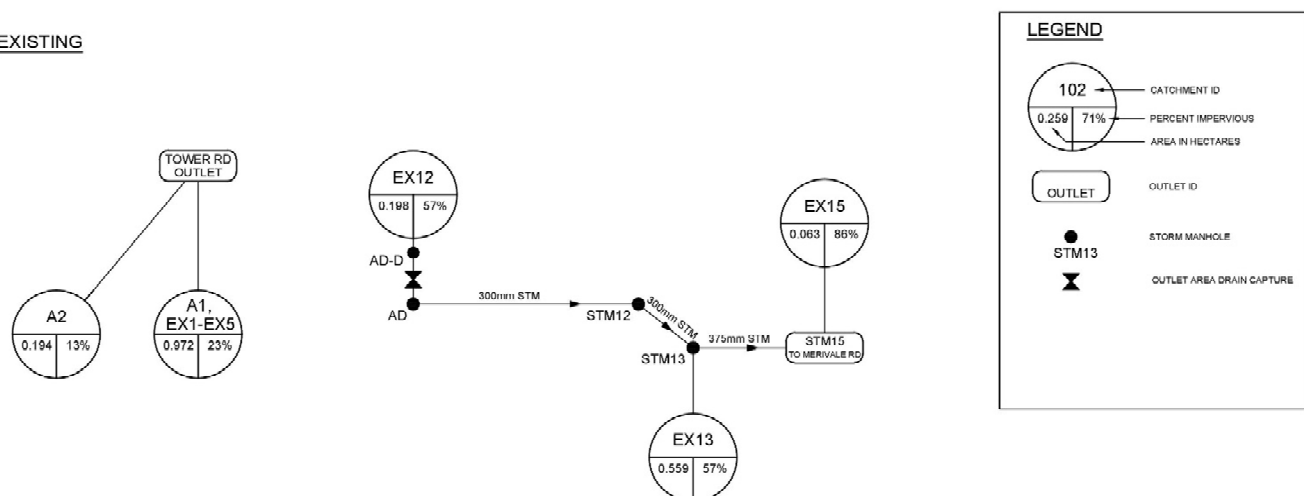 EXISTING
TOWER RD
OUTLET
A2
0.194 13%
A1,
EX1-EX5
0.972 23%
EX12
0.198 57%
AD-D
AD
300mm STM
STM12
300mm STM
STM13
375mm STM
EX15
0.063 86%
STM15
TO MERIVALE RD
EX13
0.559 57%
LEGEND
102
CATCHMENT ID
0.259 71%
PERCENT IMPERVIOUS
AREA IN HECTARES
OUTLET
OUTLET ID
STM13
STORM MANHOLE
OUTLET AREA DRAIN CAPTURE